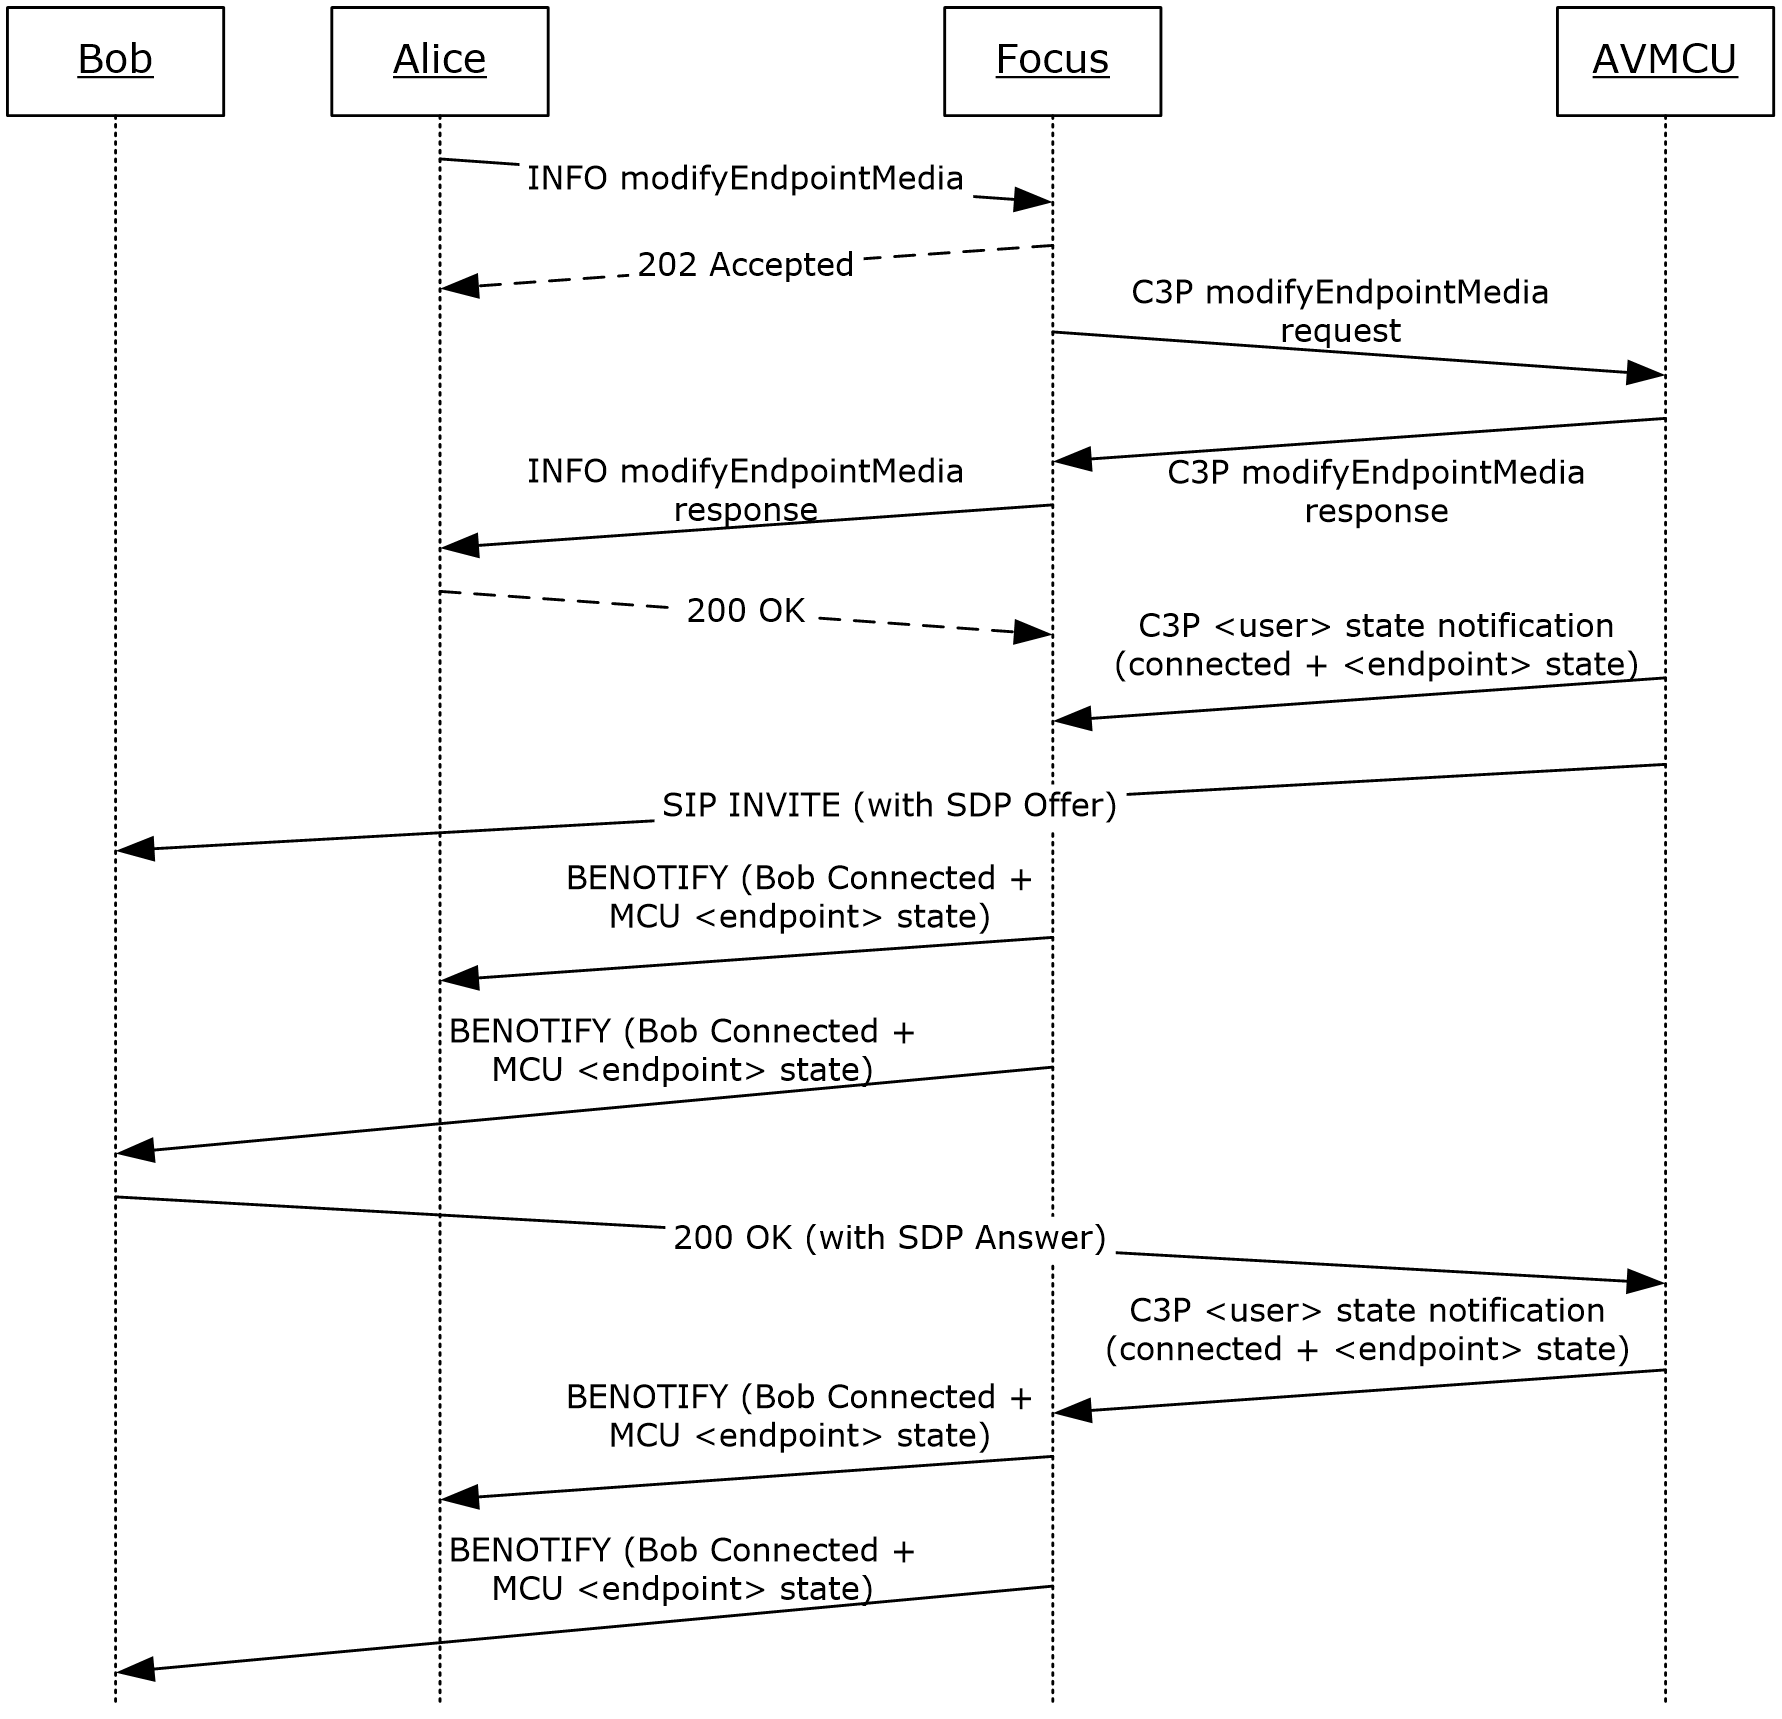 Bob
Alice
Focus
AVMCU
INFO modifyEndpointMedia
202 Accepted
C3P modifyEndpointMedia
request
INFO modifyEndpointMedia
response
C3P modifyEndpointMedia
response
200 OK
C3P <user> state notification
(connected + <endpoint> state)
SIP INVITE (with SDP Offer)
BENOTIFY (Bob Connected +
MCU <endpoint> state)
BENOTIFY (Bob Connected +
MCU <endpoint> state)
200 OK (with SDP Answer)
C3P <user> state notification
(connected + <endpoint> state)
BENOTIFY (Bob Connected +
MCU <endpoint> state)
BENOTIFY (Bob Connected +
MCU <endpoint> state)